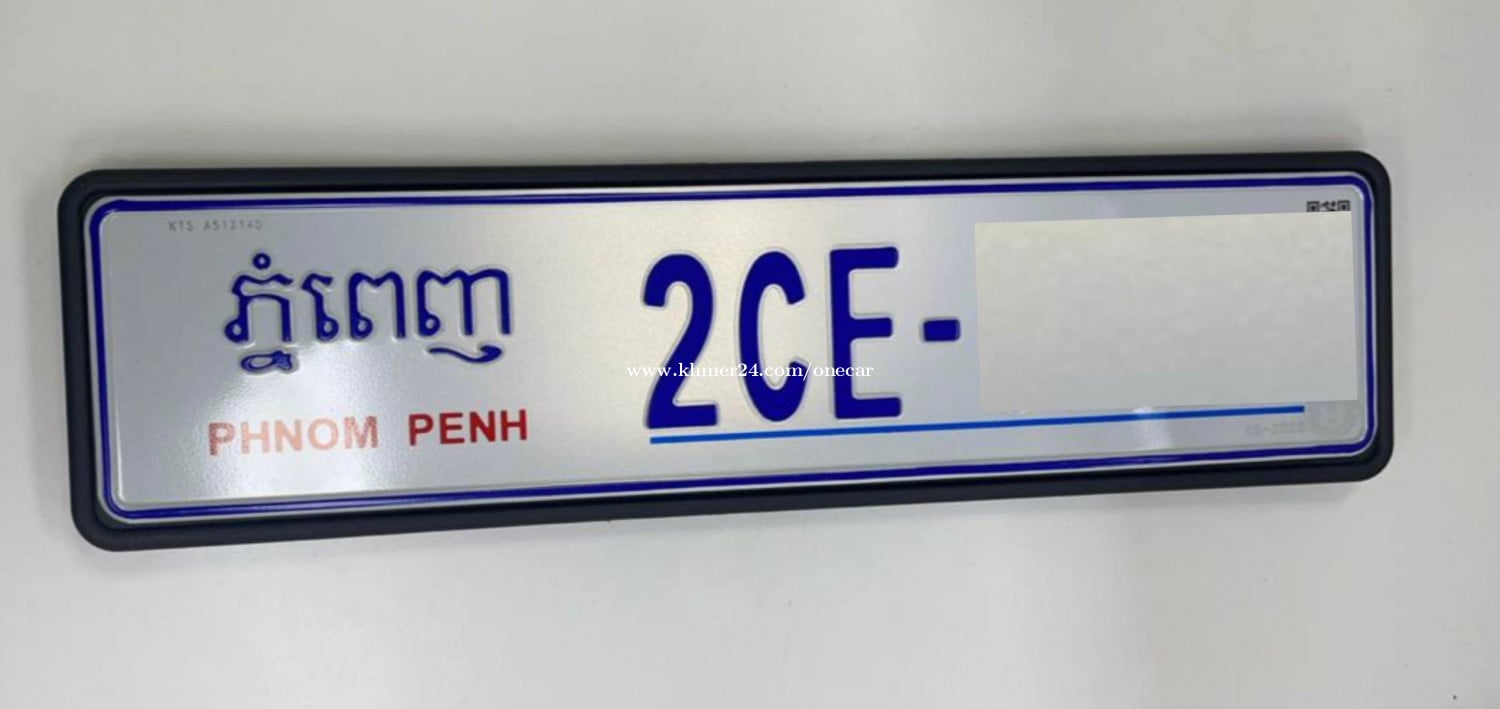 KTS A51214D
ភ្នំពេញ
PHNOM PENH
2CE-
www.khmer24.com/onecar